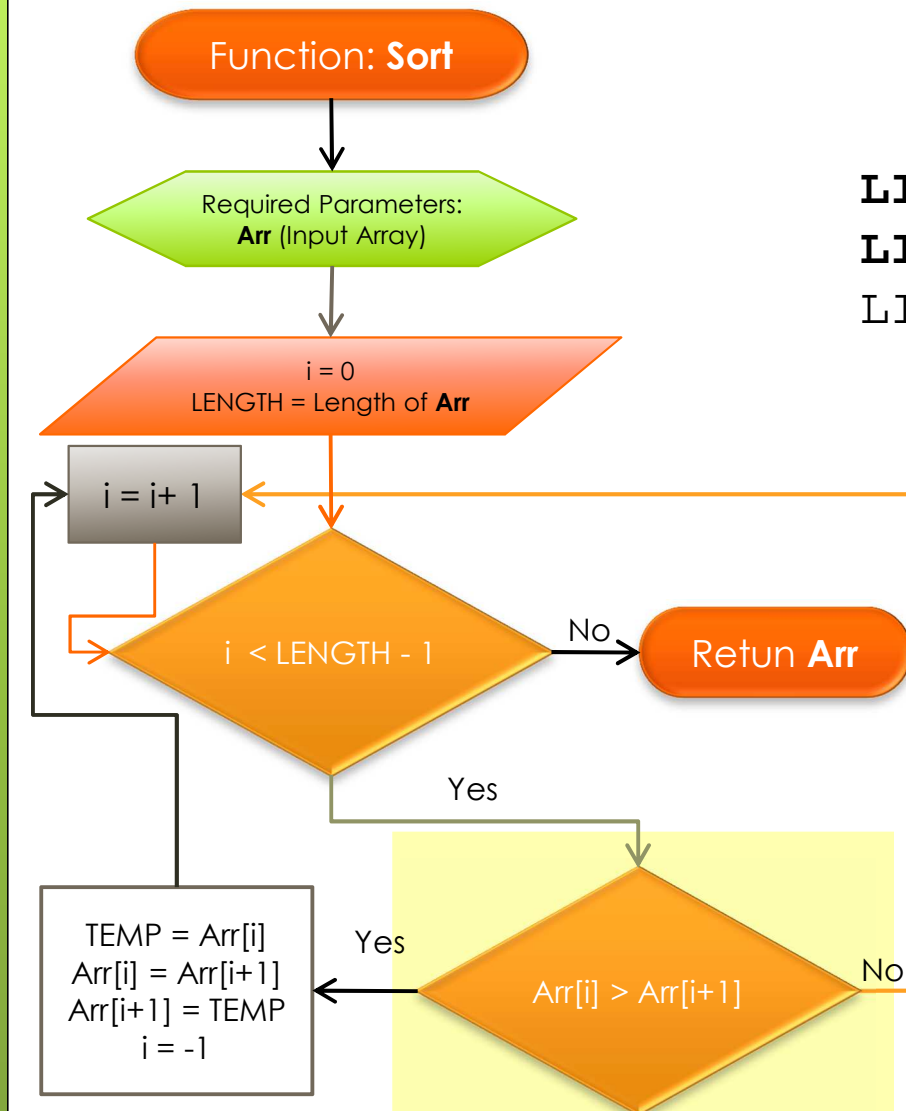 Function: Sort
Required Parameters:
Arr (Input Array)
i = 0
LENGTH = Length of Arr
i = i+ 1
i < LENGTH - 1
No
Retun Arr
Yes
TEMP = Arr[i]
Arr[i] = Arr[i+1]
Arr[i+1] = TEMP
i = -1
Yes
Arr[i] > Arr[i+1]
No